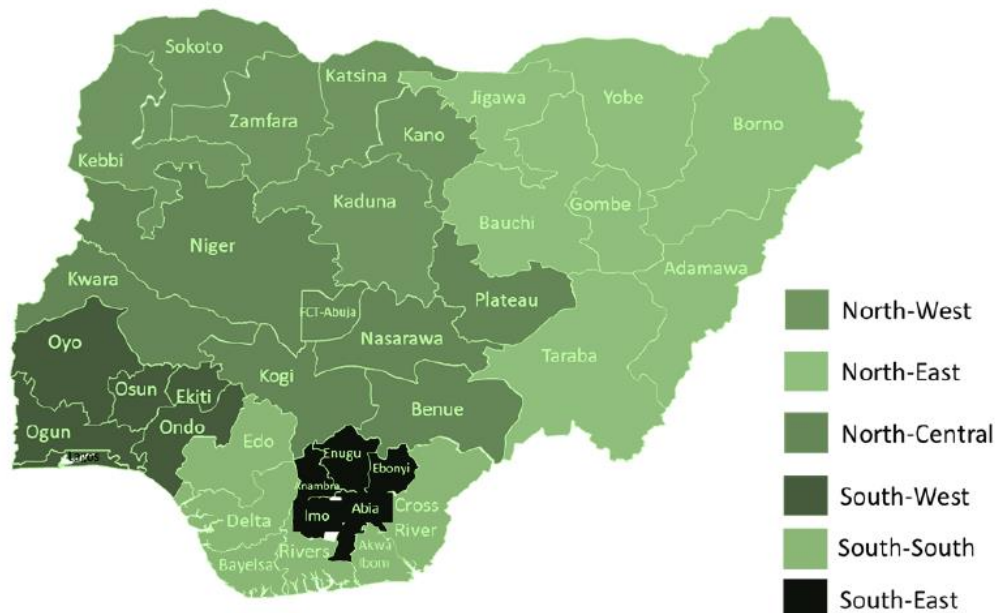 Sokoto
Katsina
Jigawa
Yobe
Zamfara
Kano
Borno
Kebbi
Kaduna
Gombe
Bauchi
Niger
Adamawa
Kwara
Plateau
FCT-Abuja
Nasarawa
Oyo
Taraba
Kogi
Osun
Ekiti
Benue
Ogun
Ondo
Edo
Lagos
Enugu
Ebonyi
Anambra
Imo
Abia
Cross
River
Delta
Rivers
Akwa
Ibom
Bayelsa
North-West
North-East
North-Central
South-West
South-South
South-East